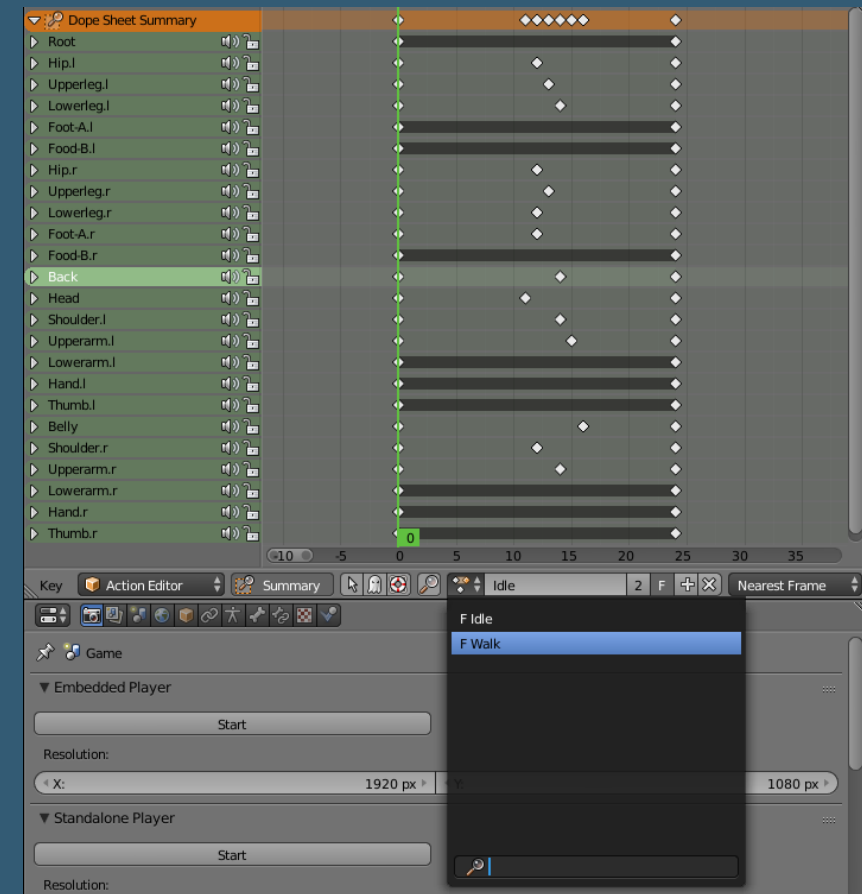 Dope Sheet Summary
Root
Hip.l
Upperleg.l
Lowerleg.l
Foot-A.l
Food-B.l
Hip.r
Upperleg.r
Lowerleg.r
Foot-A.r
Food-B.r
Back
Head
Shoulder.l
Upperarm.l
Lowerarm.l
Hand.l
Thumb.l
Belly
Shoulder.r
Upperarm.r
Lowerarm.r
Hand.r
Thumb.r
0
-10 -5 0 5 10 15 20 25 30 35
Key Action Editor Summary Idle 2 F Nearest Frame
F Idle
F Walk
Game
Embedded Player
Start
Resolution:
X: 1920 px Y: 1080 px
Standalone Player
Start
Resolution: